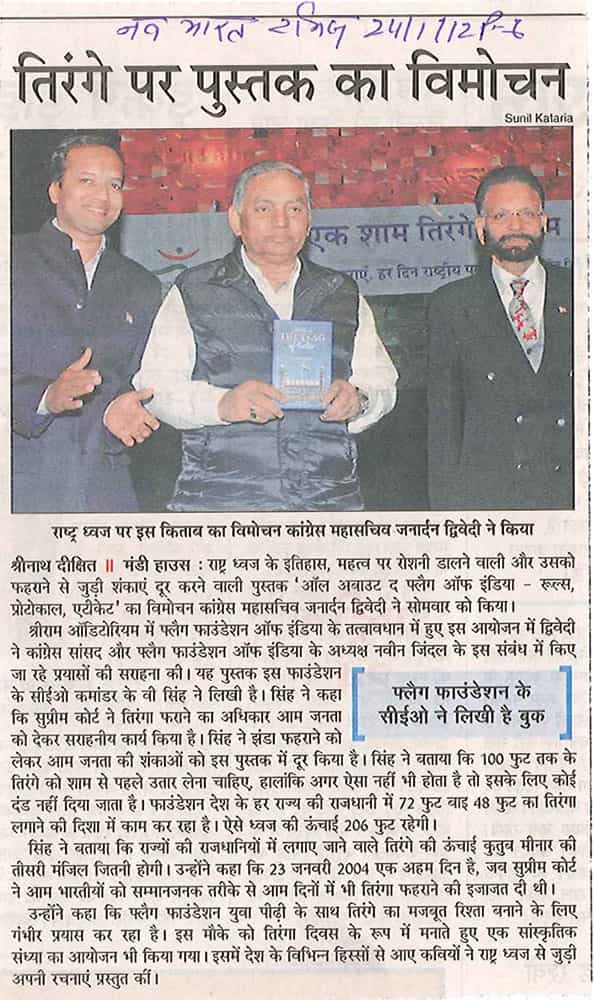 नव भारत टाइम्स 24/1/12 P-6
तिरंगे पर पुस्तक का विमोचन
Sunil Kataria
एक शाम तिरंगे
हर दिन राष्ट्रीय
THE FLAG
राष्ट्र ध्वज पर इस किताब का विमोचन कांग्रेस महासचिव जनार्दन द्विवेदी ने किया
श्रीनाथ दीक्षित ॥ मंडी हाउस : राष्ट्र ध्वज के इतिहास, महत्व पर रोशनी डालने वाली और उसको
फहराने से जुड़ी शंकाएं दूर करने वाली पुस्तक 'ऑल अबाउट द फ्लैग ऑफ इंडिया - रूल्स,
प्रोटोकाल, एटीकेट' का विमोचन कांग्रेस महासचिव जनार्दन द्विवेदी ने सोमवार को किया।
श्रीराम ऑडिटोरियम में फ्लैग फाउंडेशन ऑफ इंडिया के तत्वावधान में हुए इस आयोजन में द्विवेदी
ने कांग्रेस सांसद और फ्लैग फाउंडेशन ऑफ इंडिया के अध्यक्ष नवीन जिंदल के इस संबंध में किए
जा रहे प्रयासों की सराहना की। यह पुस्तक इस फाउंडेशन
के सीईओ कमांडर के वी सिंह ने लिखी है। सिंह ने कहा
कि सुप्रीम कोर्ट ने तिरंगा फराने का अधिकार आम जनता
को देकर सराहनीय कार्य किया है। सिंह ने झंडा फहराने को
लेकर आम जनता की शंकाओं को इस पुस्तक में दूर किया है। सिंह ने बताया कि 100 फुट तक के
तिरंगे को शाम से पहले उतार लेना चाहिए, हालांकि अगर ऐसा नहीं भी होता है तो इसके लिए कोई
दंड नहीं दिया जाता है। फाउंडेशन देश के हर राज्य की राजधानी में 72 फुट बाइ 48 फुट का तिरंगा
लगाने की दिशा में काम कर रहा है। ऐसे ध्वज की ऊंचाई 206 फुट रहेगी।
फ्लैग फाउंडेशन के
सीईओ ने लिखी है बुक
सिंह ने बताया कि राज्यों की राजधानियों में लगाए जाने वाले तिरंगे की ऊंचाई कुतुब मीनार की
तीसरी मंजिल जितनी होगी। उन्होंने कहा कि 23 जनवरी 2004 एक अहम दिन है, जब सुप्रीम कोर्ट
ने आम भारतीयों को सम्मानजनक तरीके से आम दिनों में भी तिरंगा फहराने की इजाजत दी थी।
उन्होंने कहा कि फ्लैग फाउंडेशन युवा पीढ़ी के साथ तिरंगे का मजबूत रिश्ता बनाने के लिए
गंभीर प्रयास कर रहा है। इस मौके को तिरंगा दिवस के रूप में मनाते हुए एक सांस्कृतिक
संध्या का आयोजन भी किया गया। इसमें देश के विभिन्न हिस्सों से आए कवियों ने राष्ट्र ध्वज से जुड़ी
अपनी रचनाएं प्रस्तुत कीं।